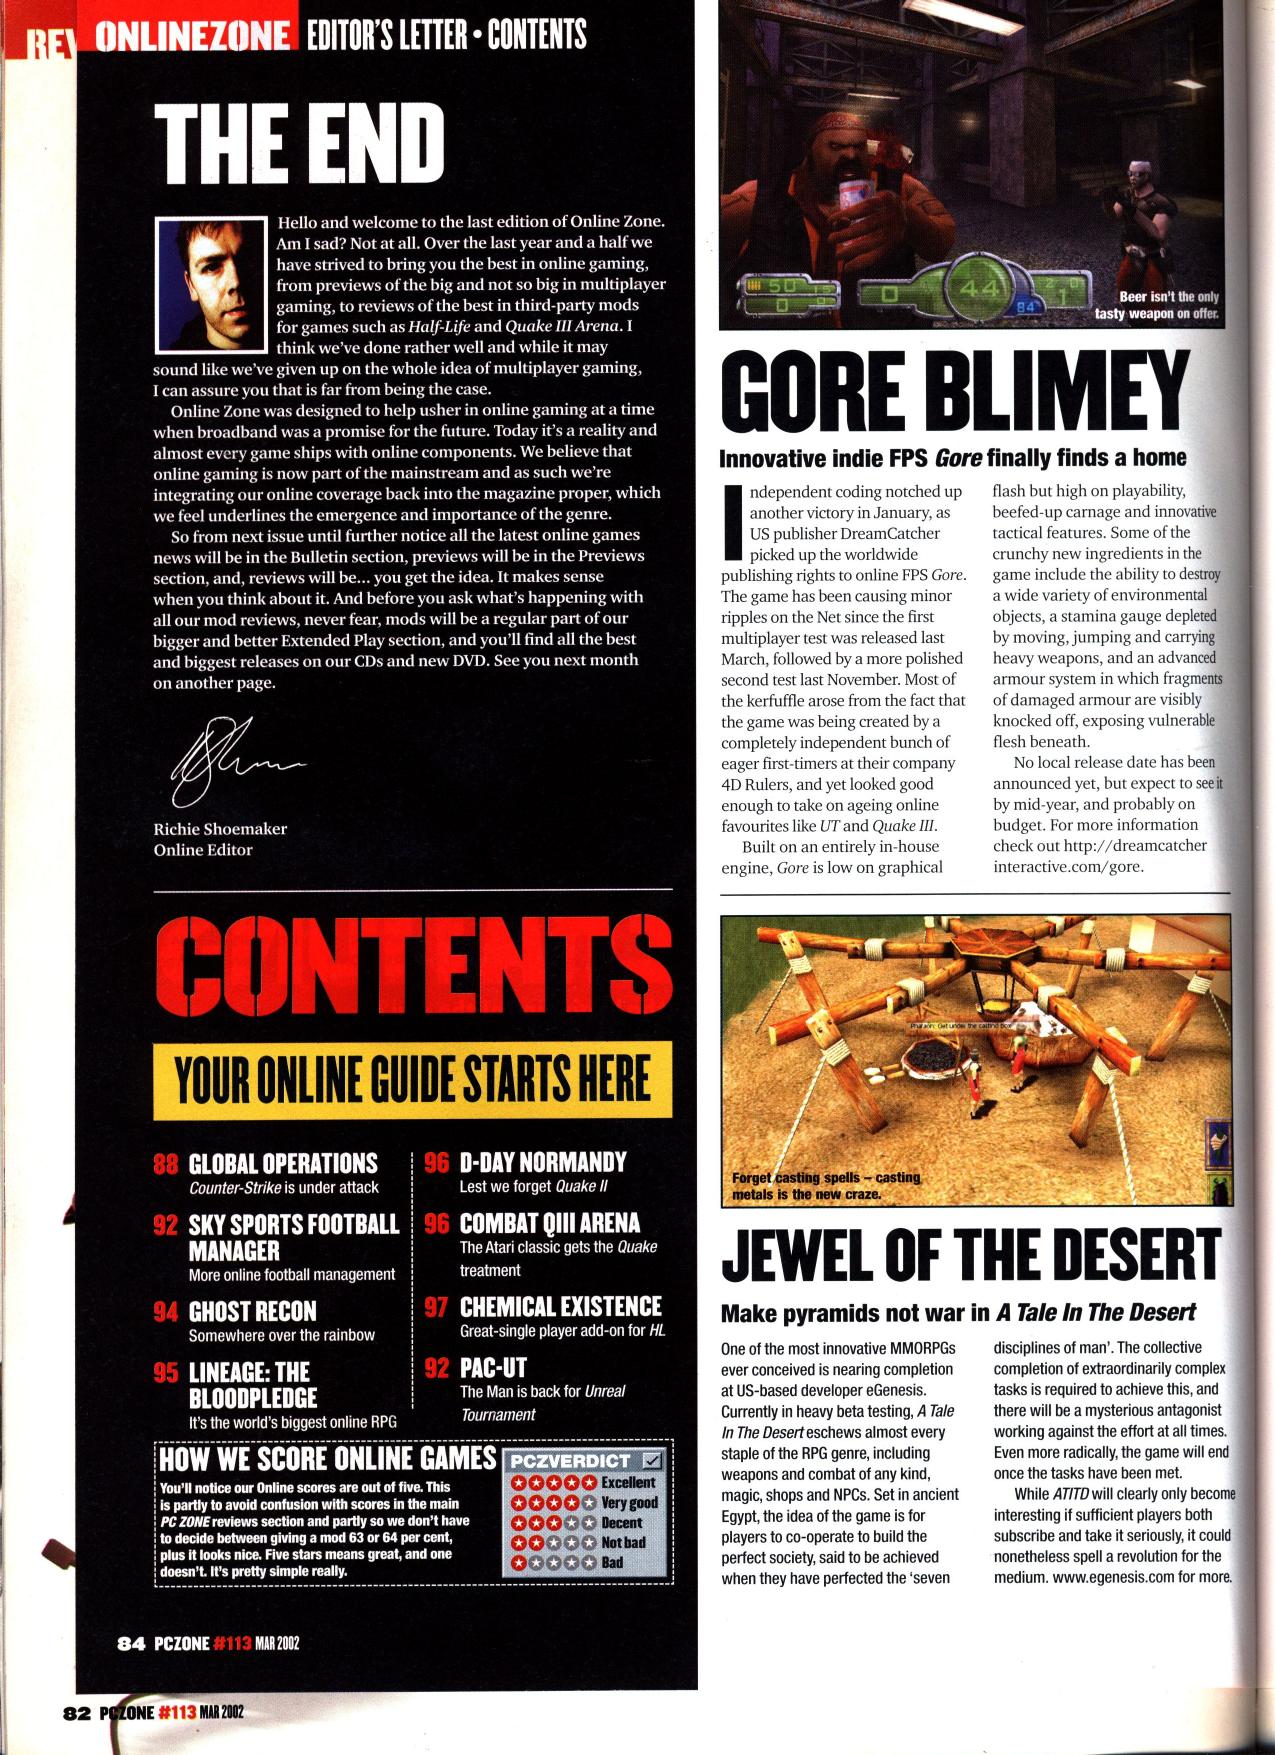 REV
ONLINEZONE EDITOR'S LETTER • CONTENTS
THE END
Hello and welcome to the last edition of Online Zone.
Am I sad? Not at all. Over the last year and a half we
have strived to bring you the best in online gaming,
from previews of the big and not so big in multiplayer
gaming, to reviews of the best in third-party mods
for games such as Half-Life and Quake III Arena. I
think we've done rather well and while it may
sound like we've given up on the whole idea of multiplayer gaming,
I can assure you that is far from being the case.
Online Zone was designed to help usher in online gaming at a time
when broadband was a promise for the future. Today it's a reality and
almost every game ships with online components. We believe that
online gaming is now part of the mainstream and as such we're
integrating our online coverage back into the magazine proper, which
we feel underlines the emergence and importance of the genre.
So from next issue until further notice all the latest online games
news will be in the Bulletin section, previews will be in the Previews
section, and, reviews will be... you get the idea. It makes sense
when you think about it. And before you ask what's happening with
all our mod reviews, never fear, mods will be a regular part of our
bigger and better Extended Play section, and you'll find all the best
and biggest releases on our CDs and new DVD. See you next month
on another page.
Richie Shoemaker
Online Editor
CONTENTS
YOUR ONLINE GUIDE STARTS HERE
88 GLOBAL OPERATIONS
Counter-Strike is under attack
92 SKY SPORTS FOOTBALL
MANAGER
More online football management
94 GHOST RECON
Somewhere over the rainbow
95 LINEAGE: THE
BLOODPLEDGE
It's the world's biggest online RPG
96 D-DAY NORMANDY
Lest we forget Quake II
96 COMBAT QIII ARENA
The Atari classic gets the Quake
treatment
97 CHEMICAL EXISTENCE
Great-single player add-on for HL
92 PAC-UT
The Man is back for Unreal
Tournament
HOW WE SCORE ONLINE GAMES
You'll notice our Online scores are out of five. This
is partly to avoid confusion with scores in the main
PC ZONE reviews section and partly so we don't have
to decide between giving a mod 63 or 64 per cent,
plus it looks nice. Five stars means great, and one
doesn't. It's pretty simple really.
PCZVERDICT
Excellent
Very good
Decent
Not bad
Bad
84 PCZONE #113 MAR 2002
82 PCZONE #113 MAR 2002
50
0
0
44
84
2
1
0
Beer isn't the only
tasty weapon on offer.
GORE BLIMEY
Innovative indie FPS Gore finally finds a home
Independent coding notched up
another victory in January, as
US publisher DreamCatcher
picked up the worldwide
publishing rights to online FPS Gore.
The game has been causing minor
ripples on the Net since the first
multiplayer test was released last
March, followed by a more polished
second test last November. Most of
the kerfuffle arose from the fact that
the game was being created by a
completely independent bunch of
eager first-timers at their company
4D Rulers, and yet looked good
enough to take on ageing online
favourites like UT and Quake III.
Built on an entirely in-house
engine, Gore is low on graphical
flash but high on playability,
beefed-up carnage and innovative
tactical features. Some of the
crunchy new ingredients in the
game include the ability to destroy
a wide variety of environmental
objects, a stamina gauge depleted
by moving, jumping and carrying
heavy weapons, and an advanced
armour system in which fragments
of damaged armour are visibly
knocked off, exposing vulnerable
flesh beneath.
No local release date has been
announced yet, but expect to see it
by mid-year, and probably on
budget. For more information
check out http://dreamcatcher
interactive.com/gore.
Pharaon: Get under the casting box
Forget casting spells – casting
metals is the new craze.
JEWEL OF THE DESERT
Make pyramids not war in A Tale In The Desert
One of the most innovative MMORPGs
ever conceived is nearing completion
at US-based developer eGenesis.
Currently in heavy beta testing, A Tale
In The Desert eschews almost every
staple of the RPG genre, including
weapons and combat of any kind,
magic, shops and NPCs. Set in ancient
Egypt, the idea of the game is for
players to co-operate to build the
perfect society, said to be achieved
when they have perfected the 'seven
disciplines of man'. The collective
completion of extraordinarily complex
tasks is required to achieve this, and
there will be a mysterious antagonist
working against the effort at all times.
Even more radically, the game will end
once the tasks have been met.
While ATITD will clearly only become
interesting if sufficient players both
subscribe and take it seriously, it could
nonetheless spell a revolution for the
medium. www.egenesis.com for more.